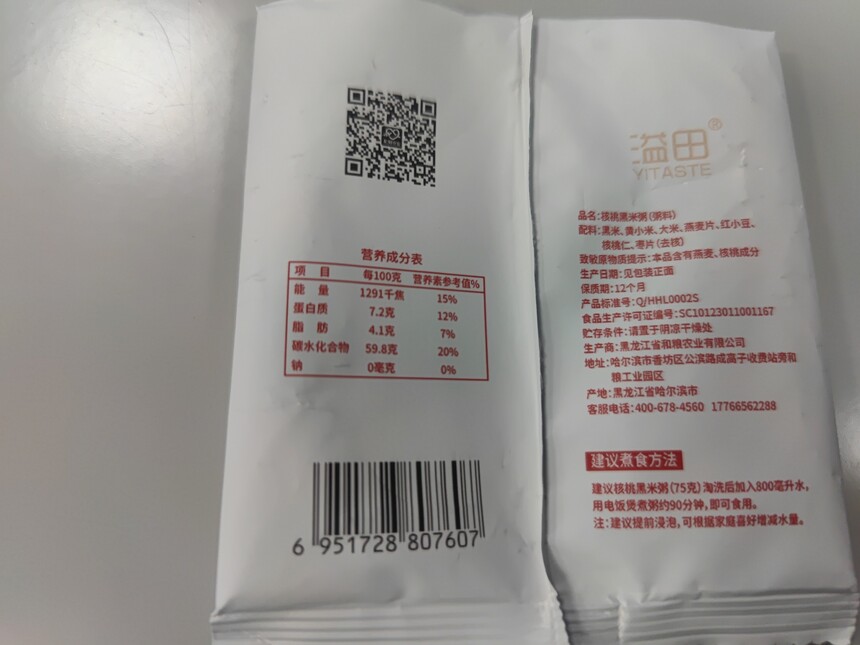 营养成分表
项 目 每100克 营养素参考值%
能 量 1291千焦 15%
蛋白质 7.2克 12%
脂 肪 4.1克 7%
碳水化合物 59.8克 20%
钠 0毫克 0%
6 951728 807607
溢田®
YITASTE
品名:核桃黑米粥(粥料)
配料:黑米、黄小米、大米、燕麦片、红小豆、
核桃仁、枣片(去核)
致敏原物质提示:本品含有燕麦、核桃成分
生产日期:见包装正面
保质期:12个月
产品标准号:Q/HHL0002S
食品生产许可证编号:SC10123011001167
贮存条件:请置于阴凉干燥处
生产商:黑龙江省和粮农业有限公司
地址:哈尔滨市香坊区公滨路成高子收费站旁和
粮工业园区
产地:黑龙江省哈尔滨市
客服电话:400-678-4560 17766562288
建议煮食方法
建议核桃黑米粥(75克)淘洗后加入800毫升水,
用电饭煲煮粥约90分钟,即可食用。
注:建议提前浸泡,可根据家庭喜好增减水量。